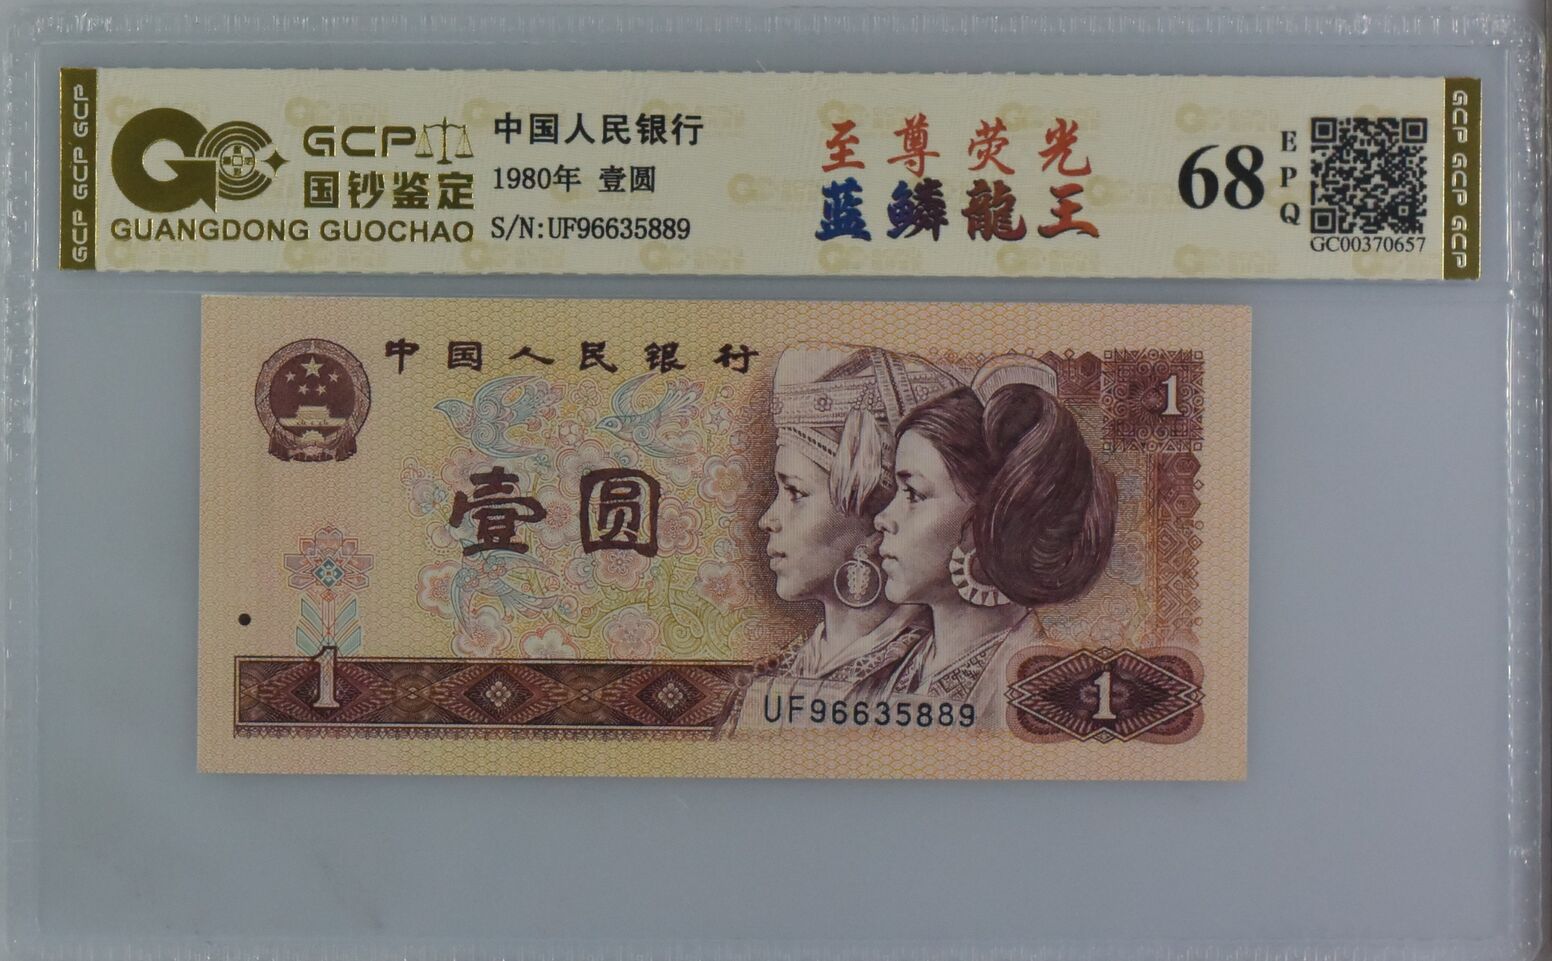 GCP GCP GCP
GCP
国钞鉴定
GUANGDONG GUOCHAO
中国人民银行
1980年 壹圆
S/N:UF96635889
至尊荧光
蓝鳞龍王
68
EPQ
GC00370657
GCP GCP GCP
中国人民银行
1
壹圆
1
UF96635889
1